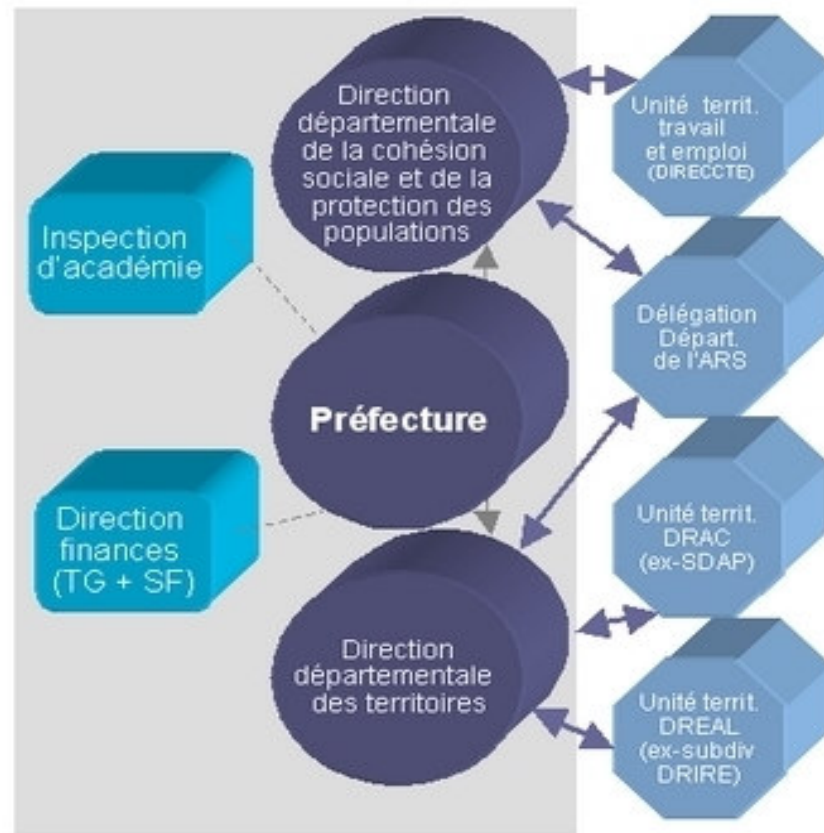 Direction
départementale
de la cohésion
sociale et de la
protection des
populations
Unité territ.
travail
et emploi
(DIRECCTE)
Inspection
d'académie
Délégation
Départ.
de l'ARS
Préfecture
Direction
finances
(TG + SF)
Unité territ.
DRAC
(ex-SDAP)
Direction
départementale
des territoires
Unité territ.
DREAL
(ex-subdiv
DRIRE)